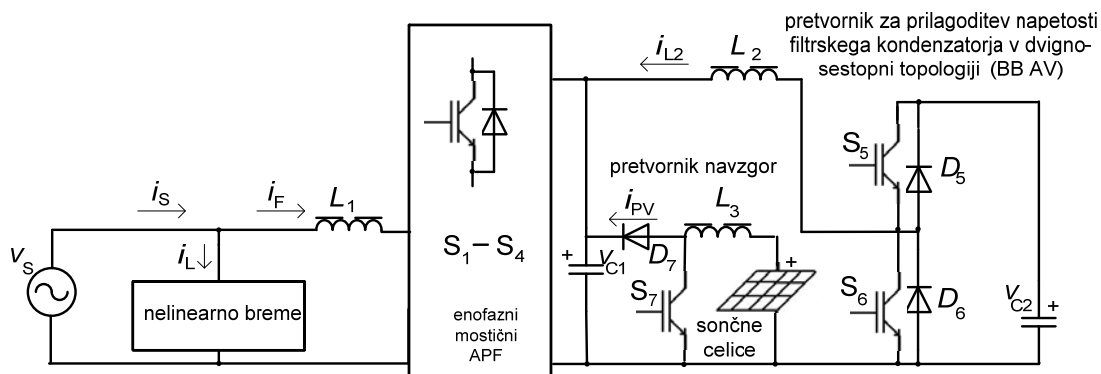 pretvornik za prilagoditev napetosti
filtrskega kondenzatorja v dvigno-
sestopni topologiji (BB AV)
iL2
L2
S5
D5
pretvornik navzgor
iS
iF
L1
iPV
L3
S1 – S4
vS
iL
+
vC1
D7
+
S7
S6
D6
vC2
+
nelinearno breme
enofazni
mostični
APF
sončne
celice